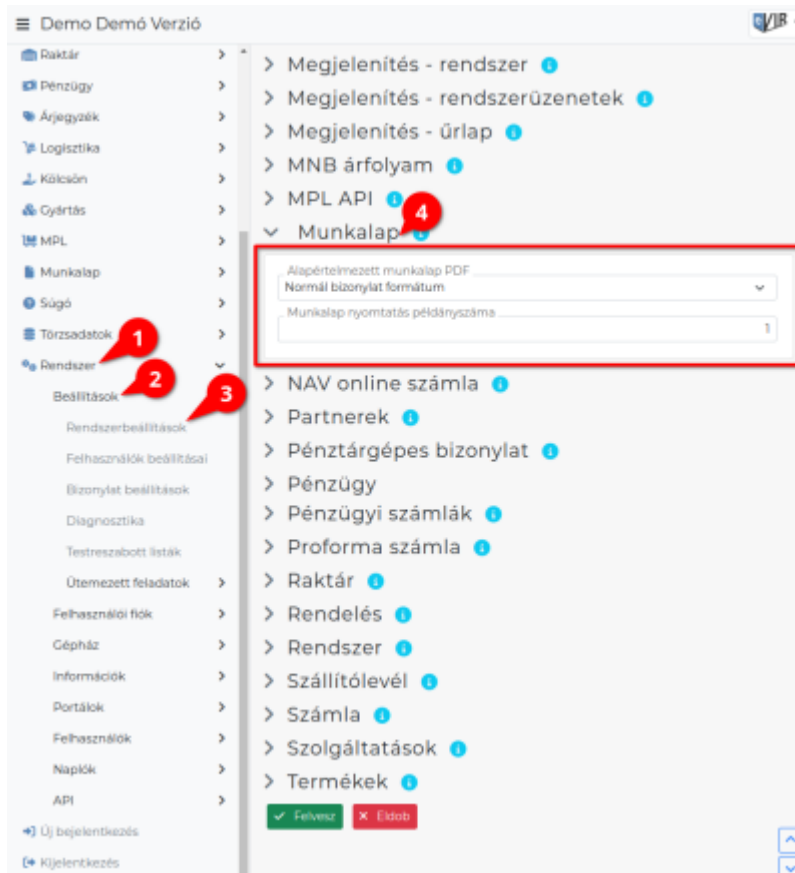 Demo Demó Verzió
VIR
Raktár
Pénzügy
Árjegyzék
Logisztika
Kölcsön
Gyártás
MPL
Munkalap
Súgó
Törzsadatok
1
Rendszer
2
Beállítások
3
Rendszerbeállítások
Felhasználók beállításai
Bizonylat beállítások
Diagnosztika
Testreszabott listák
Ütemezett feladatok
Felhasználói fiók
Gépház
Információk
Portálok
Felhasználók
Naplók
API
Új bejelentkezés
Kijelentkezés
Megjelenítés - rendszer
Megjelenítés - rendszerüzenetek
Megjelenítés - űrlap
MNB árfolyam
MPL API
4
Munkalap
Alapértelmezett munkalap PDF
Normál bizonylat formátum
Munkalap nyomtatás példányszáma
1
NAV online számla
Partnerek
Pénztárgépes bizonylat
Pénzügy
Pénzügyi számlák
Proforma számla
Raktár
Rendelés
Rendszer
Szállítólevél
Számla
Szolgáltatások
Termékek
Felvesz
Eldob